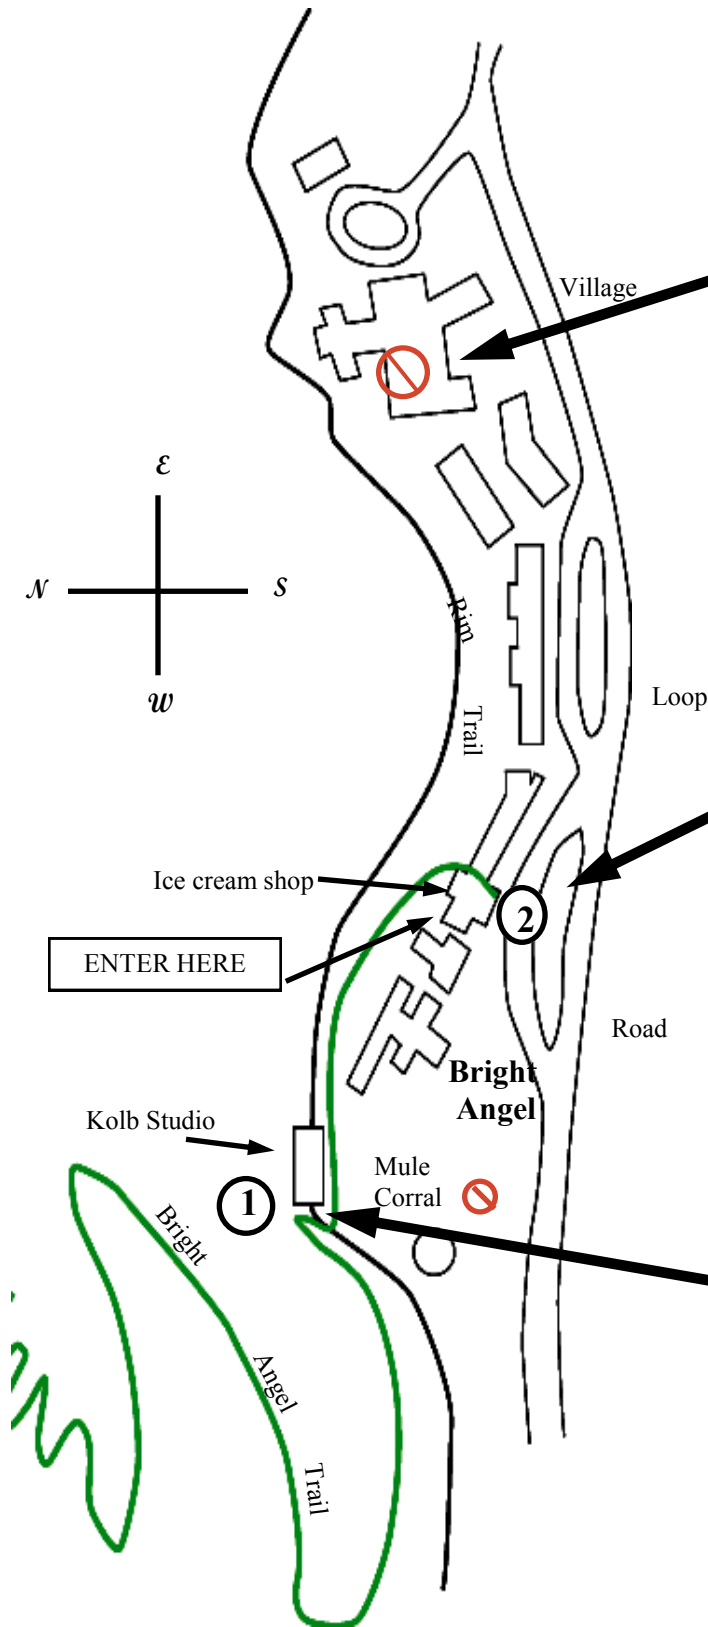 Village
E
N
S
W
Rim
Trail
Loop
Ice cream shop
2
ENTER HERE
Road
Bright
Angel
Kolb Studio
Mule
Corral
1
Bright
Angel
Trail